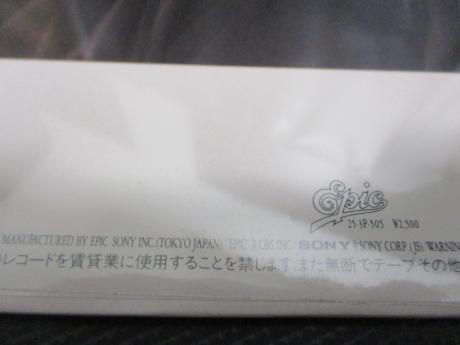 Epic
25・3P-505 ¥2,500
MANUFACTURED BY EPIC SONY INC.(TOKYO JAPAN) "EPIC" CBS INC. SONY SONY CORP (JS) WARNIN
レコードを賃貸業に使用することを禁します。また無断でテープその他